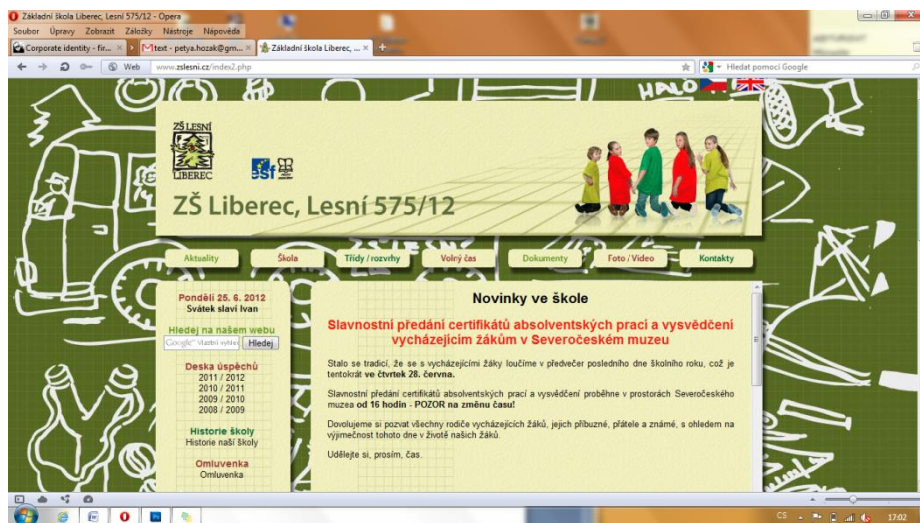 Základní škola Liberec, Lesní 575/12 - Opera
Soubor Úpravy Zobrazit Záložky Nástroje Nápověda
Corporate identity - fir...
text - petya.hozak@gm...
Základní škola Liberec, ...
Web
www.zslesni.cz/index2.php
Hledat pomocí Google
HALÓ
ZŠ LESNÍ
LIBEREC
esf
ZŠ Liberec, Lesní 575/12
Aktuality
Škola
Třídy / rozvrhy
Volný čas
Dokumenty
Foto / Video
Kontakty
Pondělí 25. 6. 2012
Svátek slaví Ivan
Hledej na našem webu
Google™ Vlastní vyhle
Hledej
Deska úspěchů
2011 / 2012
2010 / 2011
2009 / 2010
2008 / 2009
Historie školy
Historie naší školy
Omluvenka
Omluvenka
Novinky ve škole
Slavnostní předání certifikátů absolventských prací a vysvědčení
vycházejícím žákům v Severočeském muzeu
Stalo se tradicí, že se s vycházejícími žáky loučíme v předvečer posledního dne školního roku, což je
tentokrát ve čtvrtek 28. června.
Slavnostní předání certifikátů absolventských prací a vysvědčení proběhne v prostorách Severočeského
muzea od 16 hodin - POZOR na změnu času!
Dovolujeme si pozvat všechny rodiče vycházejících žáků, jejich příbuzné, přátele a známé, s ohledem na
výjimečnost tohoto dne v životě našich žáků.
Udělejte si, prosím, čas.
CS
17:02